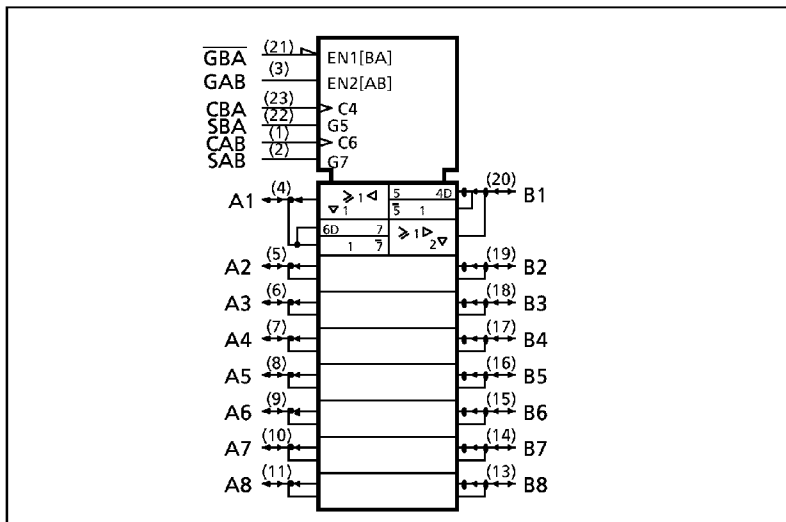 GBA (21) EN1[BA]
GAB (3) EN2[AB]
CBA (23) C4
SBA (22) G5
CAB (1) C6
SAB (2) G7
A1 (4) ≥1 ◁ 5 4D (20) B1
▽1 5̅ 1
6D 7 ≥1 ▷
1 7̅ 2▽
A2 (5) (19) B2
A3 (6) (18) B3
A4 (7) (17) B4
A5 (8) (16) B5
A6 (9) (15) B6
A7 (10) (14) B7
A8 (11) (13) B8